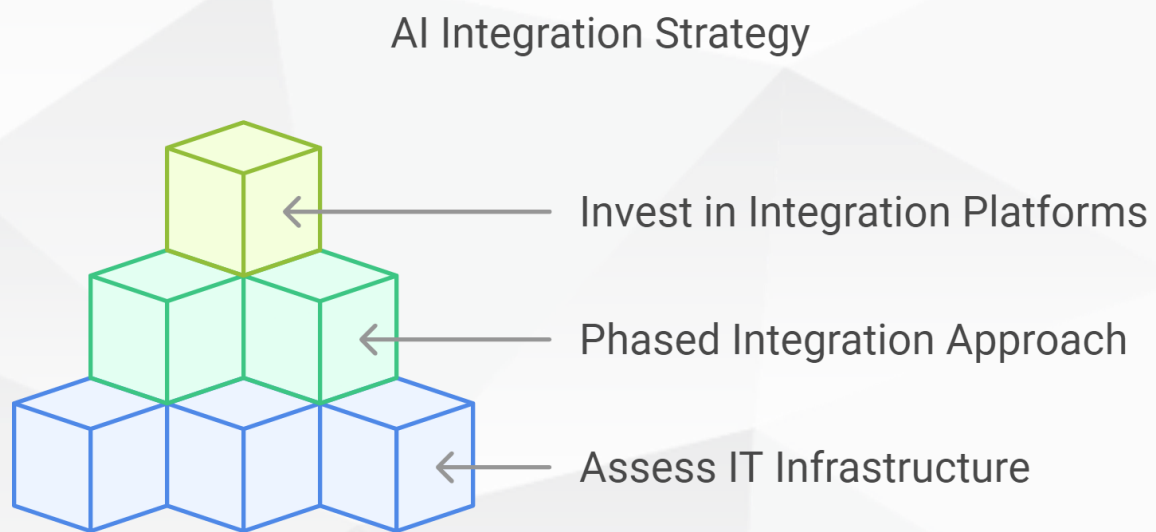 AI Integration Strategy
Invest in Integration Platforms
Phased Integration Approach
Assess IT Infrastructure